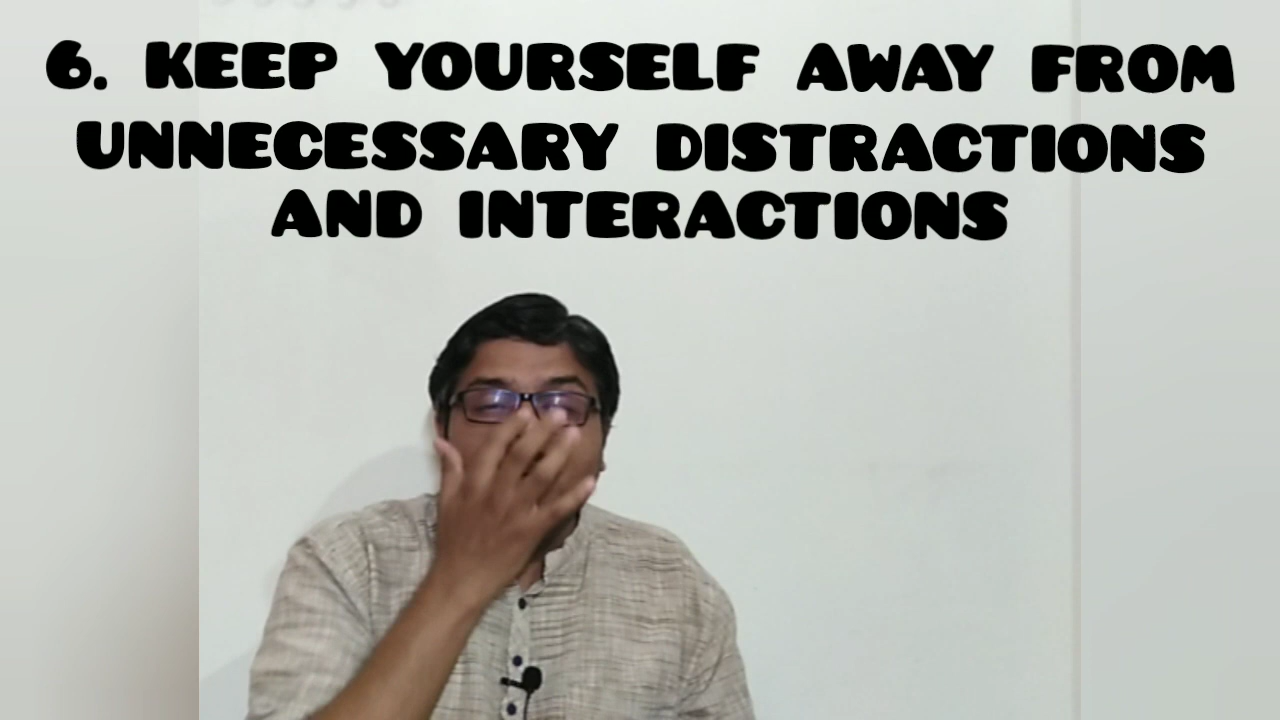 6. KEEP YOURSELF AWAY FROM
UNNECESSARY DISTRACTIONS
AND INTERACTIONS